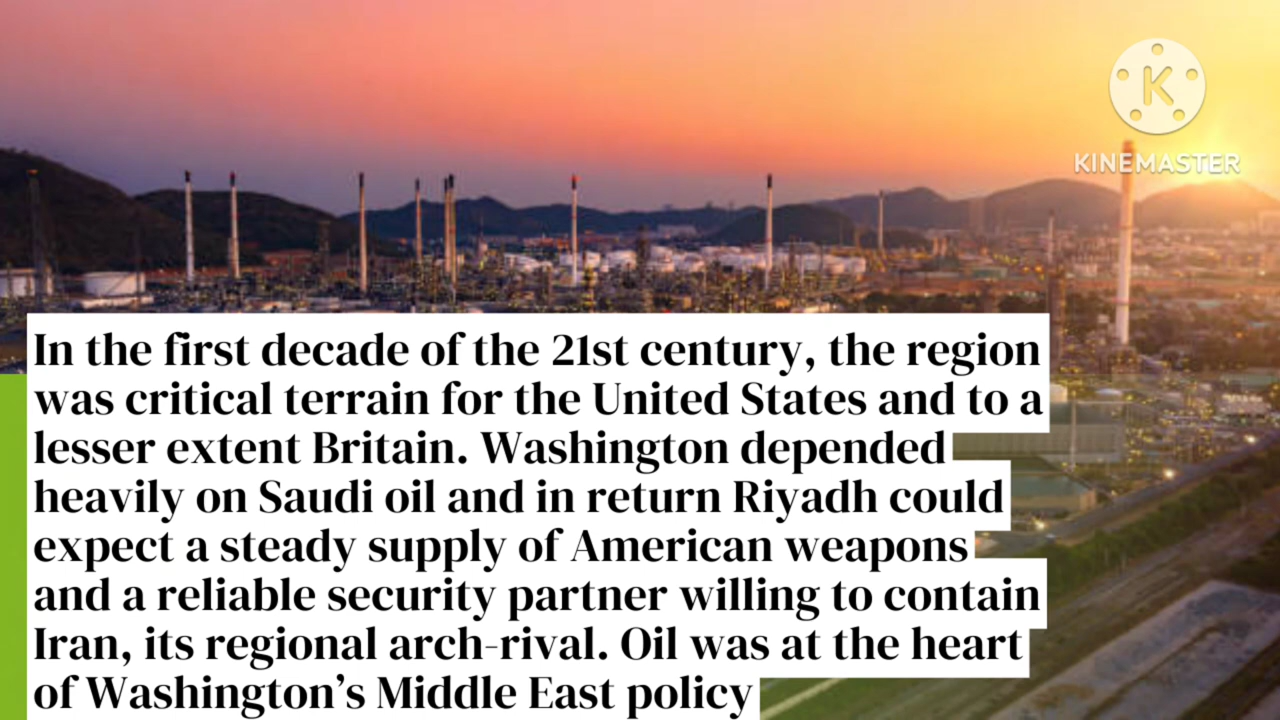 KINEMASTER
In the first decade of the 21st century, the region
was critical terrain for the United States and to a
lesser extent Britain. Washington depended
heavily on Saudi oil and in return Riyadh could
expect a steady supply of American weapons
and a reliable security partner willing to contain
Iran, its regional arch-rival. Oil was at the heart
of Washington’s Middle East policy